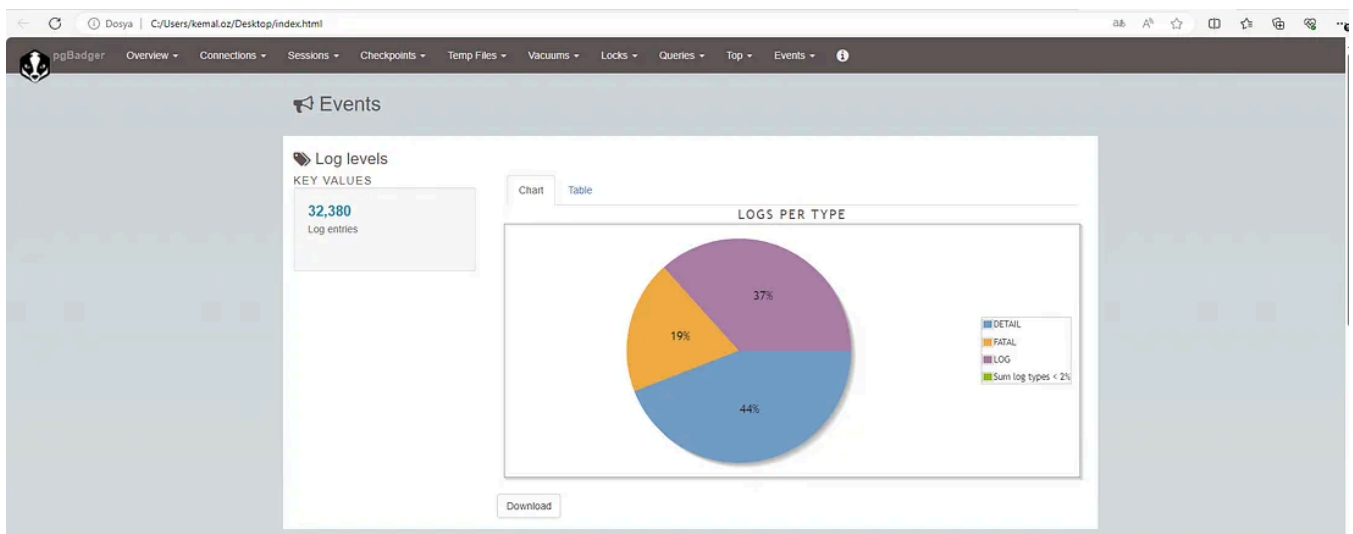 Dosya | C:/Users/kemal.oz/Desktop/index.html
pgBadger Overview Connections Sessions Checkpoints Temp Files Vacuums Locks Queries Top Events
Events
Log levels
KEY VALUES
32,380
Log entries
Chart Table
LOGS PER TYPE
37%
19%
44%
DETAIL
FATAL
LOG
Sum log types < 2%
Download